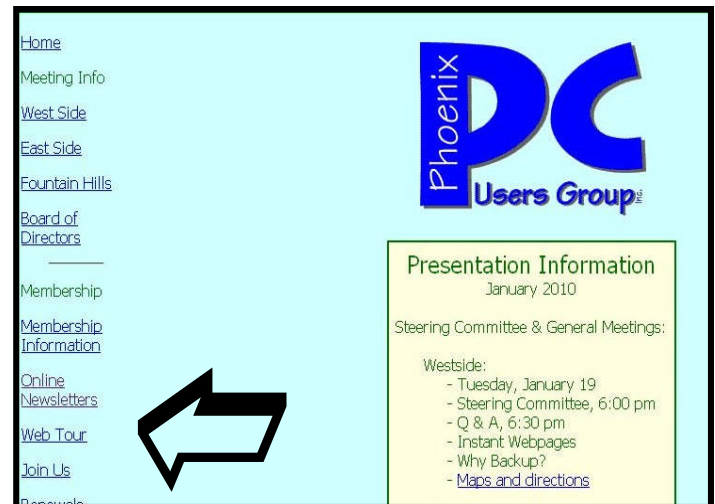 Home
Meeting Info
West Side
East Side
Fountain Hills
Board of
Directors
Membership
Membership
Information
Online
Newsletters
Web Tour
Join Us
Renewals
Phoenix
PC
Users Group Inc.
Presentation Information
January 2010
Steering Committee & General Meetings:
Westside:
- Tuesday, January 19
- Steering Committee, 6:00 pm
- Q & A, 6:30 pm
- Instant Webpages
- Why Backup?
- Maps and directions